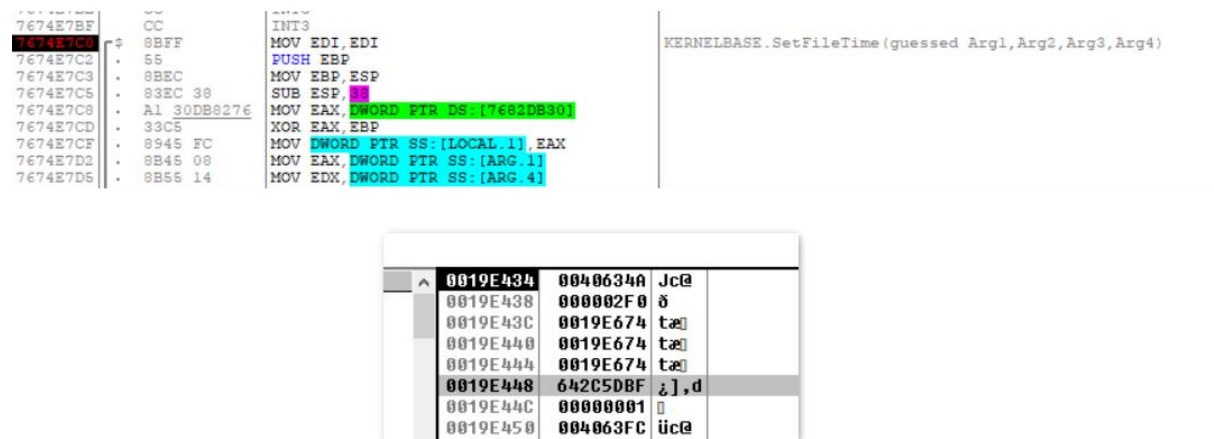 7674E7BF CC INT3
7674E7C0 $ 8BFF MOV EDI,EDI KERNELBASE.SetFileTime(guessed Arg1,Arg2,Arg3,Arg4)
7674E7C2 . 55 PUSH EBP
7674E7C3 . 8BEC MOV EBP,ESP
7674E7C5 . 83EC 38 SUB ESP,38
7674E7C8 . A1 30DB8276 MOV EAX,DWORD PTR DS:[7682DB30]
7674E7CD . 33C5 XOR EAX,EBP
7674E7CF . 8945 FC MOV DWORD PTR SS:[LOCAL.1],EAX
7674E7D2 . 8B45 08 MOV EAX,DWORD PTR SS:[ARG.1]
7674E7D5 . 8B55 14 MOV EDX,DWORD PTR SS:[ARG.4]
0019E434 0040634A Jc@
0019E438 000002F0 ð
0019E43C 0019E674 tæ
0019E440 0019E674 tæ
0019E444 0019E674 tæ
0019E448 642C5DBF ¿],d
0019E44C 00000001
0019E450 004063FC üc@